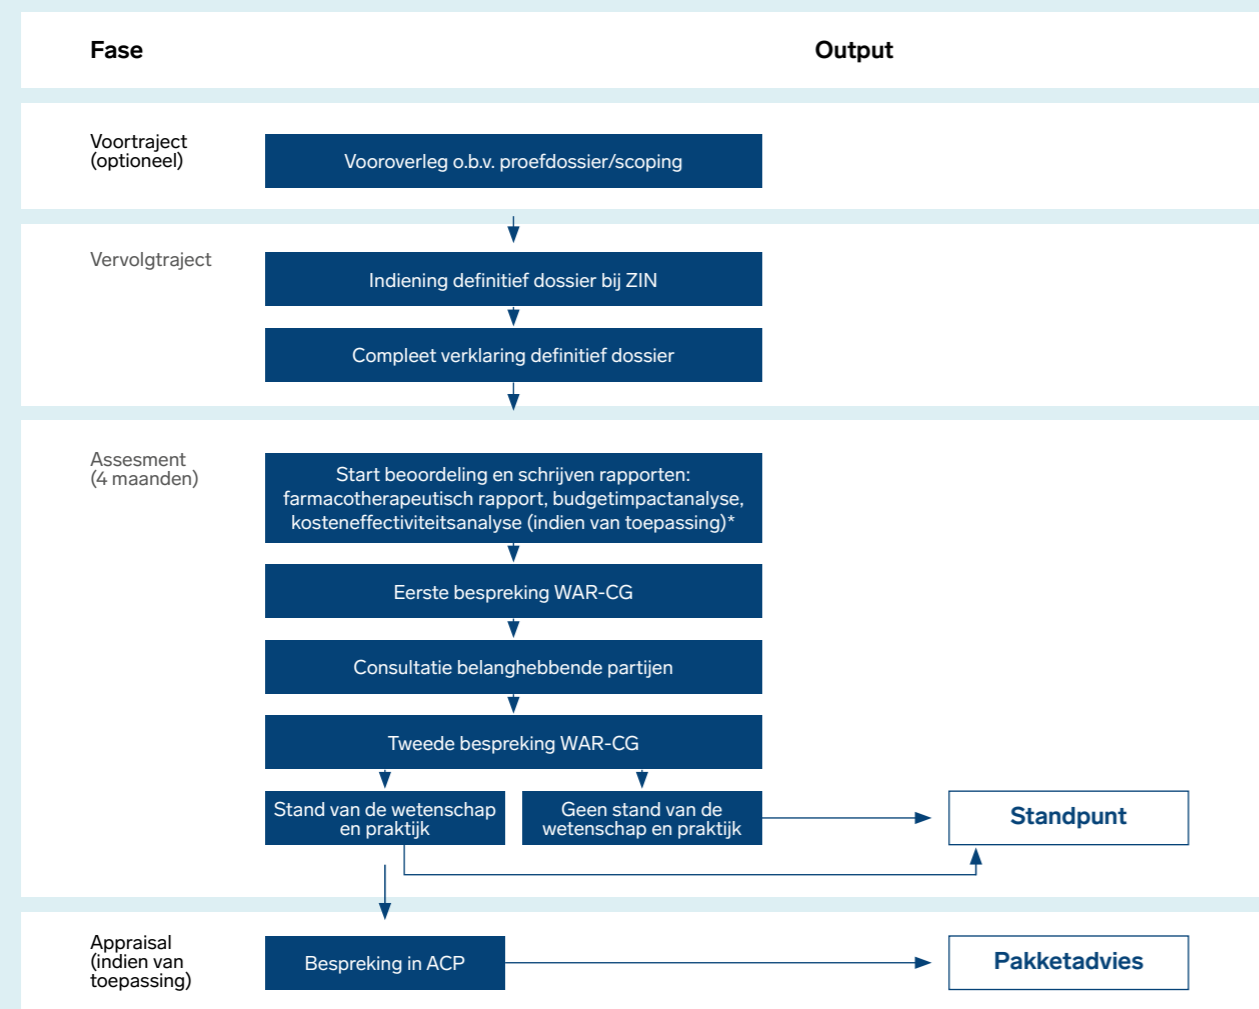 Fase
Output
Voortraject
(optioneel)
Vooroverleg o.b.v. proefdossier/scoping
Vervolgtraject
Indiening definitief dossier bij ZIN
Compleet verklaring definitief dossier
Assesment
(4 maanden)
Start beoordeling en schrijven rapporten:
farmacotherapeutisch rapport, budgetimpactanalyse,
kosteneffectiviteitsanalyse (indien van toepassing)*
Eerste bespreking WAR-CG
Consultatie belanghebbende partijen
Tweede bespreking WAR-CG
Stand van de wetenschap
en praktijk
Geen stand van de
wetenschap en praktijk
Standpunt
Appraisal
(indien van
toepassing)
Bespreking in ACP
Pakketadvies